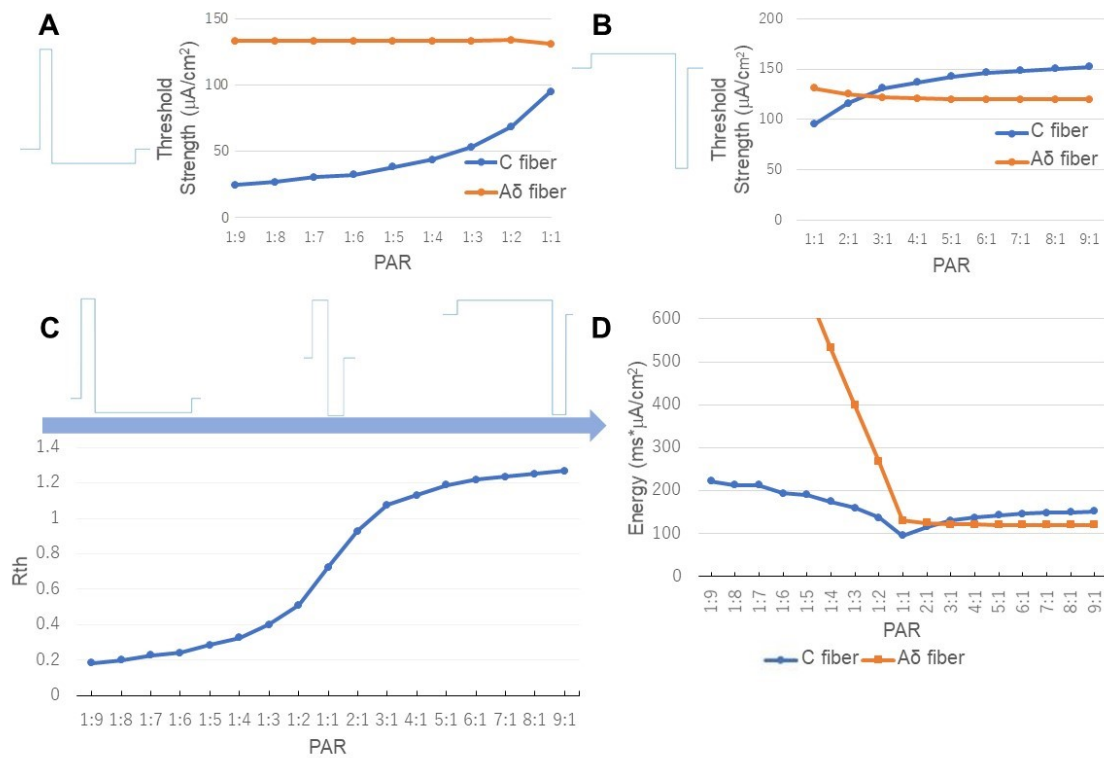 A
150
100
50
0
Threshold
Strength (μA/cm²)
C fiber
Aδ fiber
1:9 1:8 1:7 1:6 1:5 1:4 1:3 1:2 1:1
PAR
B
200
150
100
50
0
Threshold
Strength (μA/cm²)
C fiber
Aδ fiber
1:1 2:1 3:1 4:1 5:1 6:1 7:1 8:1 9:1
PAR
C
1.4
1.2
1
0.8
0.6
0.4
0.2
0
Rth
1:9 1:8 1:7 1:6 1:5 1:4 1:3 1:2 1:1 2:1 3:1 4:1 5:1 6:1 7:1 8:1 9:1
PAR
D
600
500
400
300
200
100
0
Energy (ms*μA/cm²)
1:9 1:8 1:7 1:6 1:5 1:4 1:3 1:2 1:1 2:1 3:1 4:1 5:1 6:1 7:1 8:1 9:1
PAR
C fiber Aδ fiber